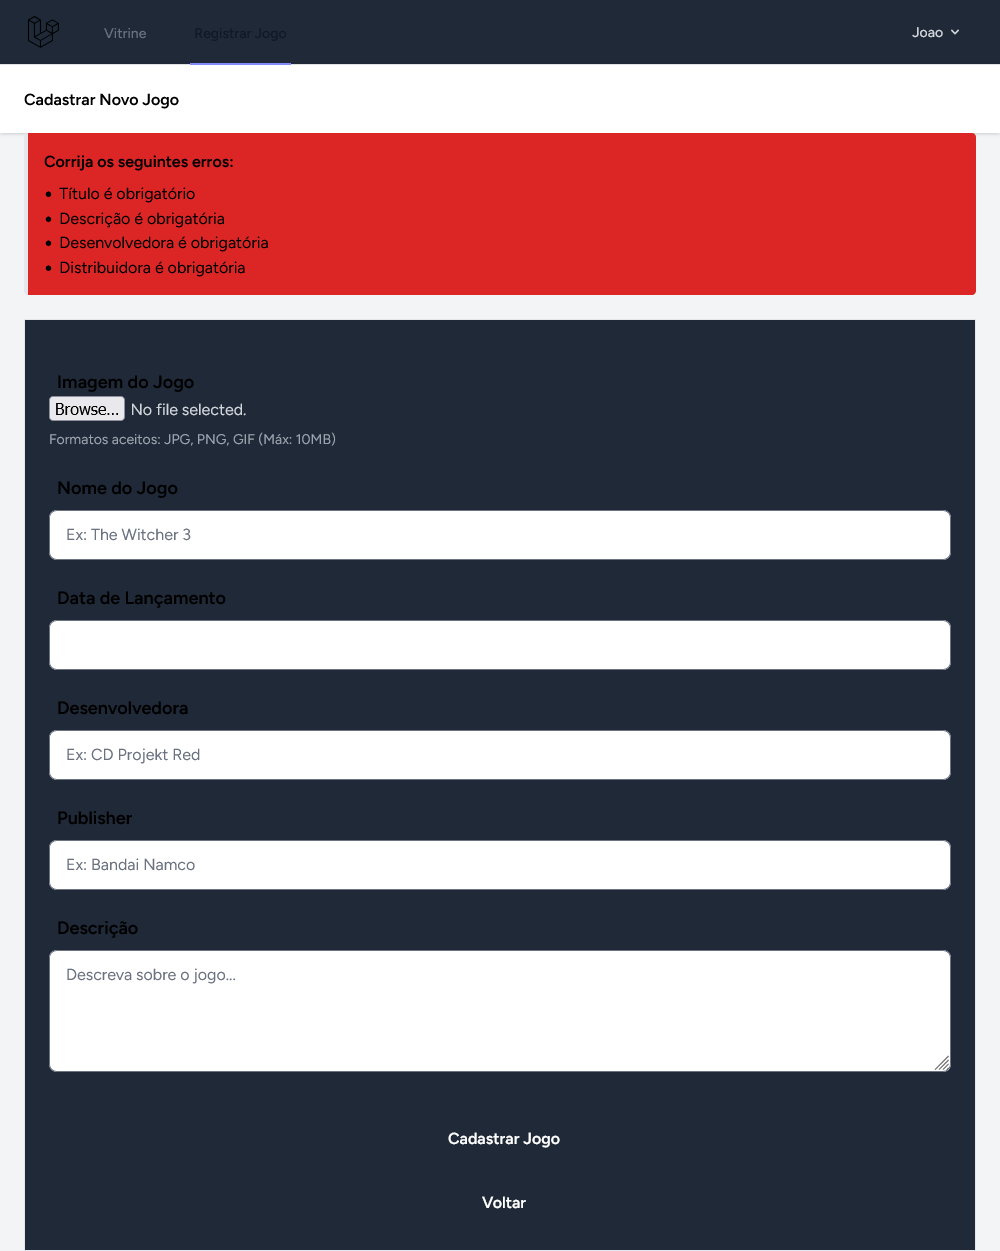 Vitrine
Registrar Jogo
Joao
Cadastrar Novo Jogo
Corrija os seguintes erros:
• Título é obrigatório
• Descrição é obrigatória
• Desenvolvedora é obrigatória
• Distribuidora é obrigatória
Imagem do Jogo
Browse... No file selected.
Formatos aceitos: JPG, PNG, GIF (Máx: 10MB)
Nome do Jogo
Ex: The Witcher 3
Data de Lançamento
Desenvolvedora
Ex: CD Projekt Red
Publisher
Ex: Bandai Namco
Descrição
Descreva sobre o jogo...
Cadastrar Jogo
Voltar